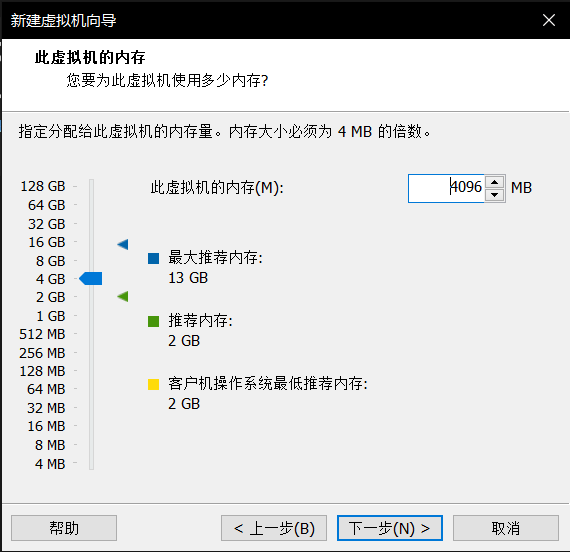 新建虚拟机向导
此虚拟机的内存
您要为此虚拟机使用多少内存?
指定分配给此虚拟机的内存量。内存大小必须为 4 MB 的倍数。
128 GB
64 GB
32 GB
16 GB
8 GB
4 GB
2 GB
1 GB
512 MB
256 MB
128 MB
64 MB
32 MB
16 MB
8 MB
4 MB
此虚拟机的内存(M):
4096
MB
最大推荐内存:
13 GB
推荐内存:
2 GB
客户机操作系统最低推荐内存:
2 GB
帮助
< 上一步(B)
下一步(N) >
取消